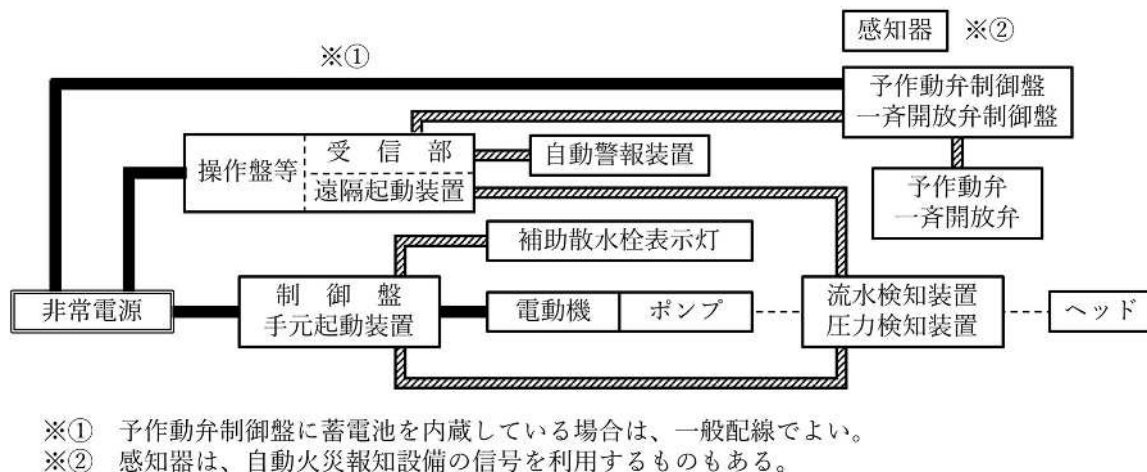 感知器 ※②
※①
予作動弁制御盤
一斉開放弁制御盤
操作盤等
受信部
遠隔起動装置
自動警報装置
予作動弁
一斉開放弁
補助散水栓表示灯
非常電源
制御盤
手元起動装置
電動機
ポンプ
流水検知装置
圧力検知装置
ヘッド
※① 予作動弁制御盤に蓄電池を内蔵している場合は、一般配線でよい。
※② 感知器は、自動火災報知設備の信号を利用するものもある。